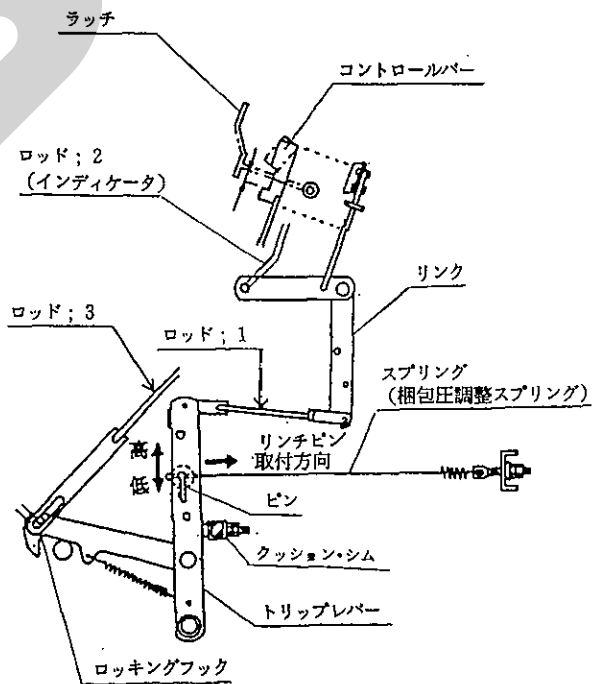 ラッチ
コントロールバー
ロッド；2
（インディケータ）
リンク
ロッド；3
ロッド；1
スプリング
（梱包圧調整スプリング）
高
低
リンチピン
取付方向
ピン
クッション・シム
トリップレバー
ロッキングフック